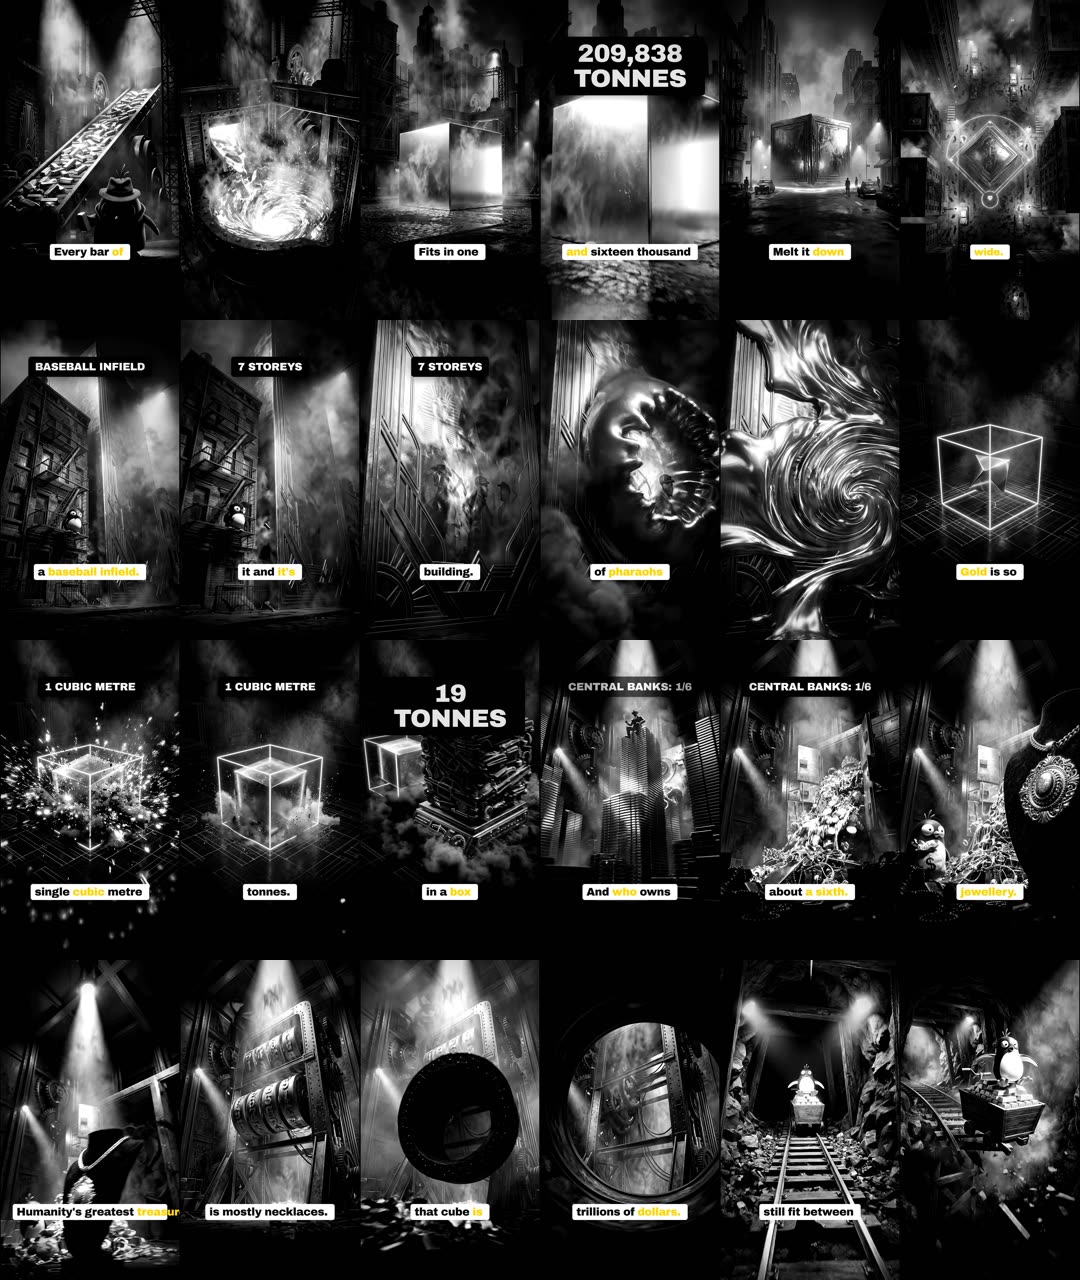 209,838
TONNES
Every bar of
Fits in one
and sixteen thousand
Melt it down
wide.
BASEBALL INFIELD
7 STOREYS
7 STOREYS
a baseball infield.
it and it's
building.
of pharaohs
Gold is so
1 CUBIC METRE
1 CUBIC METRE
19
TONNES
CENTRAL BANKS: 1/6
CENTRAL BANKS: 1/6
single cubic metre
tonnes.
in a box
And who owns
about a sixth.
jewellery.
Humanity's greatest treasur
is mostly necklaces.
that cube is
trillions of dollars.
still fit between